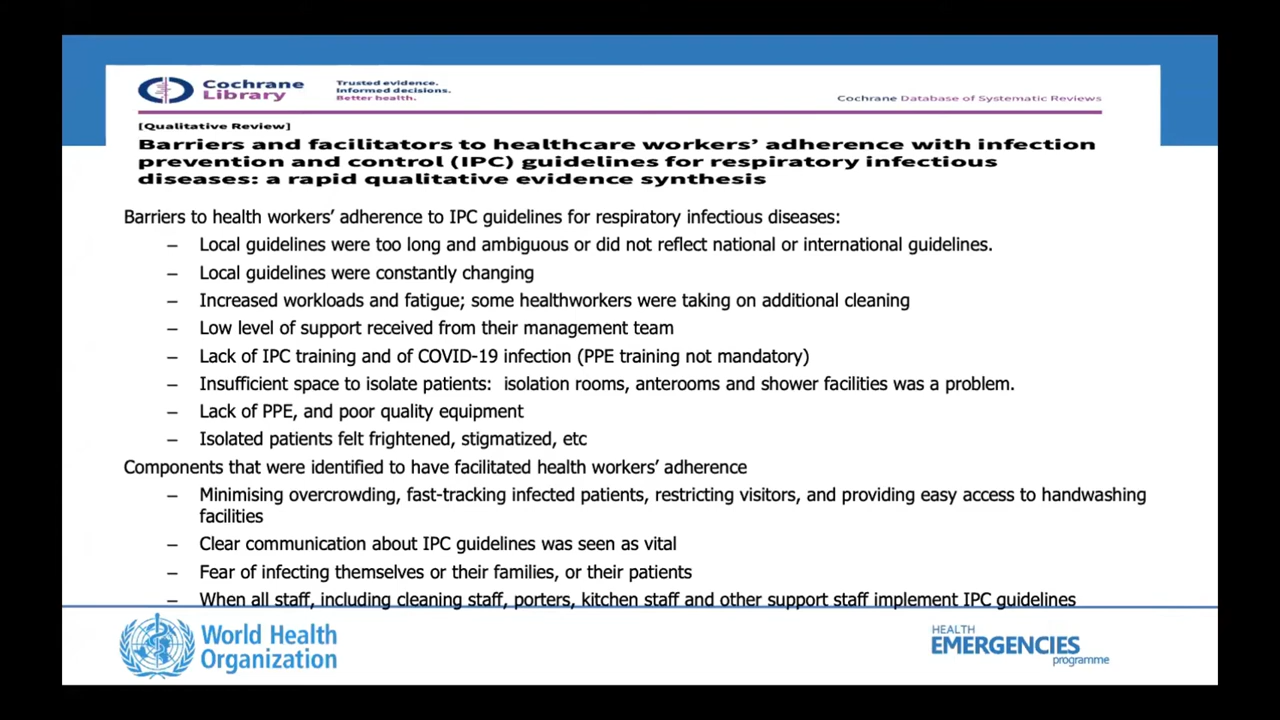 Cochrane
Library
Trusted evidence.
Informed decisions.
Better health.
Cochrane Database of Systematic Reviews
[Qualitative Review]
Barriers and facilitators to healthcare workers' adherence with infection
prevention and control (IPC) guidelines for respiratory infectious
diseases: a rapid qualitative evidence synthesis
Barriers to health workers' adherence to IPC guidelines for respiratory infectious diseases:
– Local guidelines were too long and ambiguous or did not reflect national or international guidelines.
– Local guidelines were constantly changing
– Increased workloads and fatigue; some healthworkers were taking on additional cleaning
– Low level of support received from their management team
– Lack of IPC training and of COVID-19 infection (PPE training not mandatory)
– Insufficient space to isolate patients: isolation rooms, anterooms and shower facilities was a problem.
– Lack of PPE, and poor quality equipment
– Isolated patients felt frightened, stigmatized, etc
Components that were identified to have facilitated health workers' adherence
– Minimising overcrowding, fast-tracking infected patients, restricting visitors, and providing easy access to handwashing
facilities
– Clear communication about IPC guidelines was seen as vital
– Fear of infecting themselves or their families, or their patients
– When all staff, including cleaning staff, porters, kitchen staff and other support staff implement IPC guidelines
World Health
Organization
HEALTH
EMERGENCIES
programme